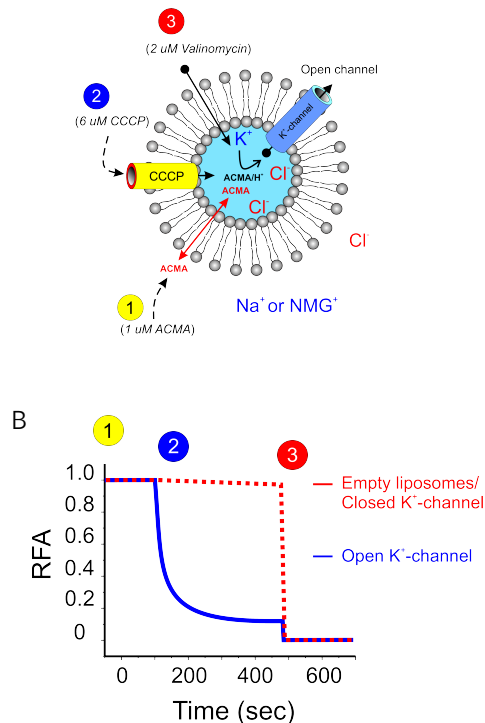 3
(2 uM Valinomycin)
Open channel
2
(6 uM CCCP)
K⁺
K⁺-channel
CCCP
ACMA/H⁺
Cl⁻
ACMA
Cl⁻
Cl⁻
ACMA
1
(1 uM ACMA)
Na⁺ or NMG⁺
B
1
2
3
1.0
0.8
0.6
0.4
0.2
0
RFA
Empty liposomes/
Closed K⁺-channel
Open K⁺-channel
0 200 400 600
Time (sec)